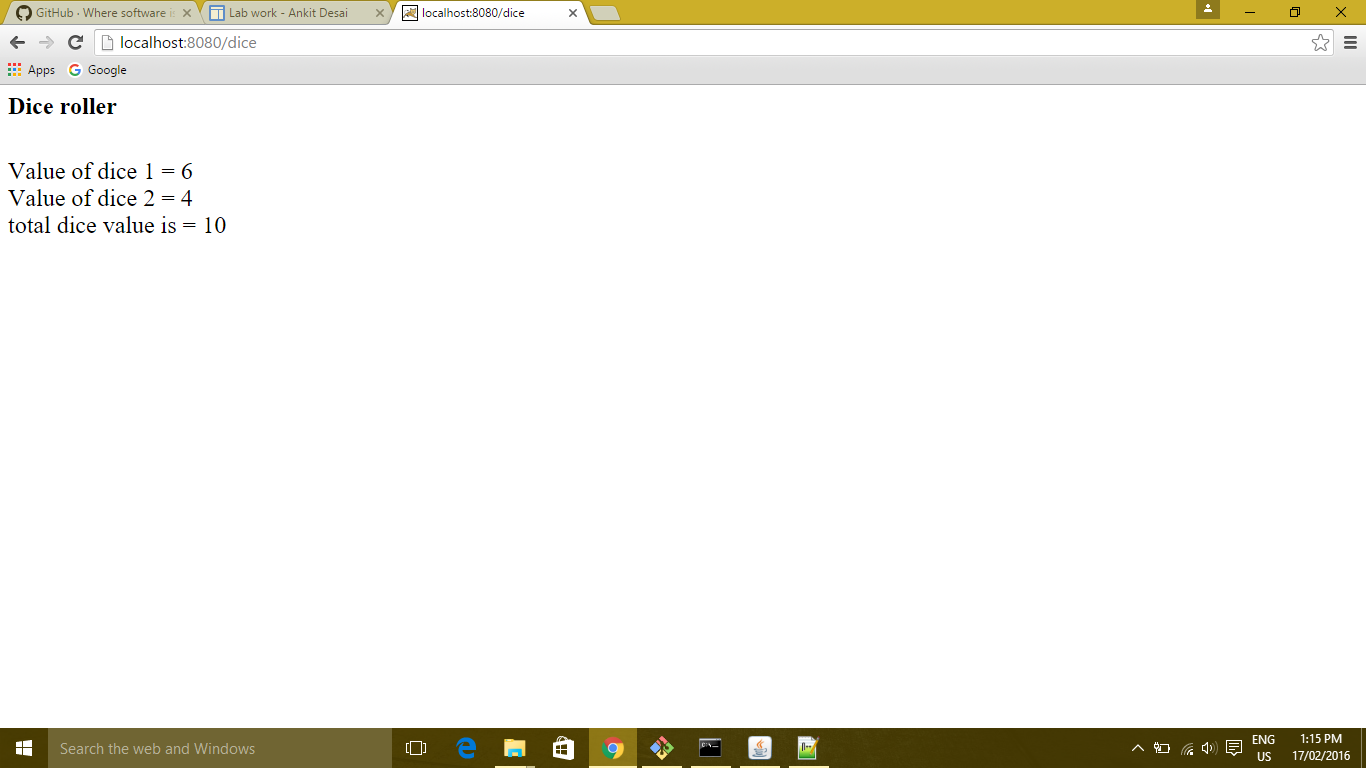 GitHub · Where software is
Lab work - Ankit Desai
localhost:8080/dice
localhost:8080/dice
Apps
Google
Dice roller
Value of dice 1 = 6
Value of dice 2 = 4
total dice value is = 10
Search the web and Windows
ENG
US
1:15 PM
17/02/2016